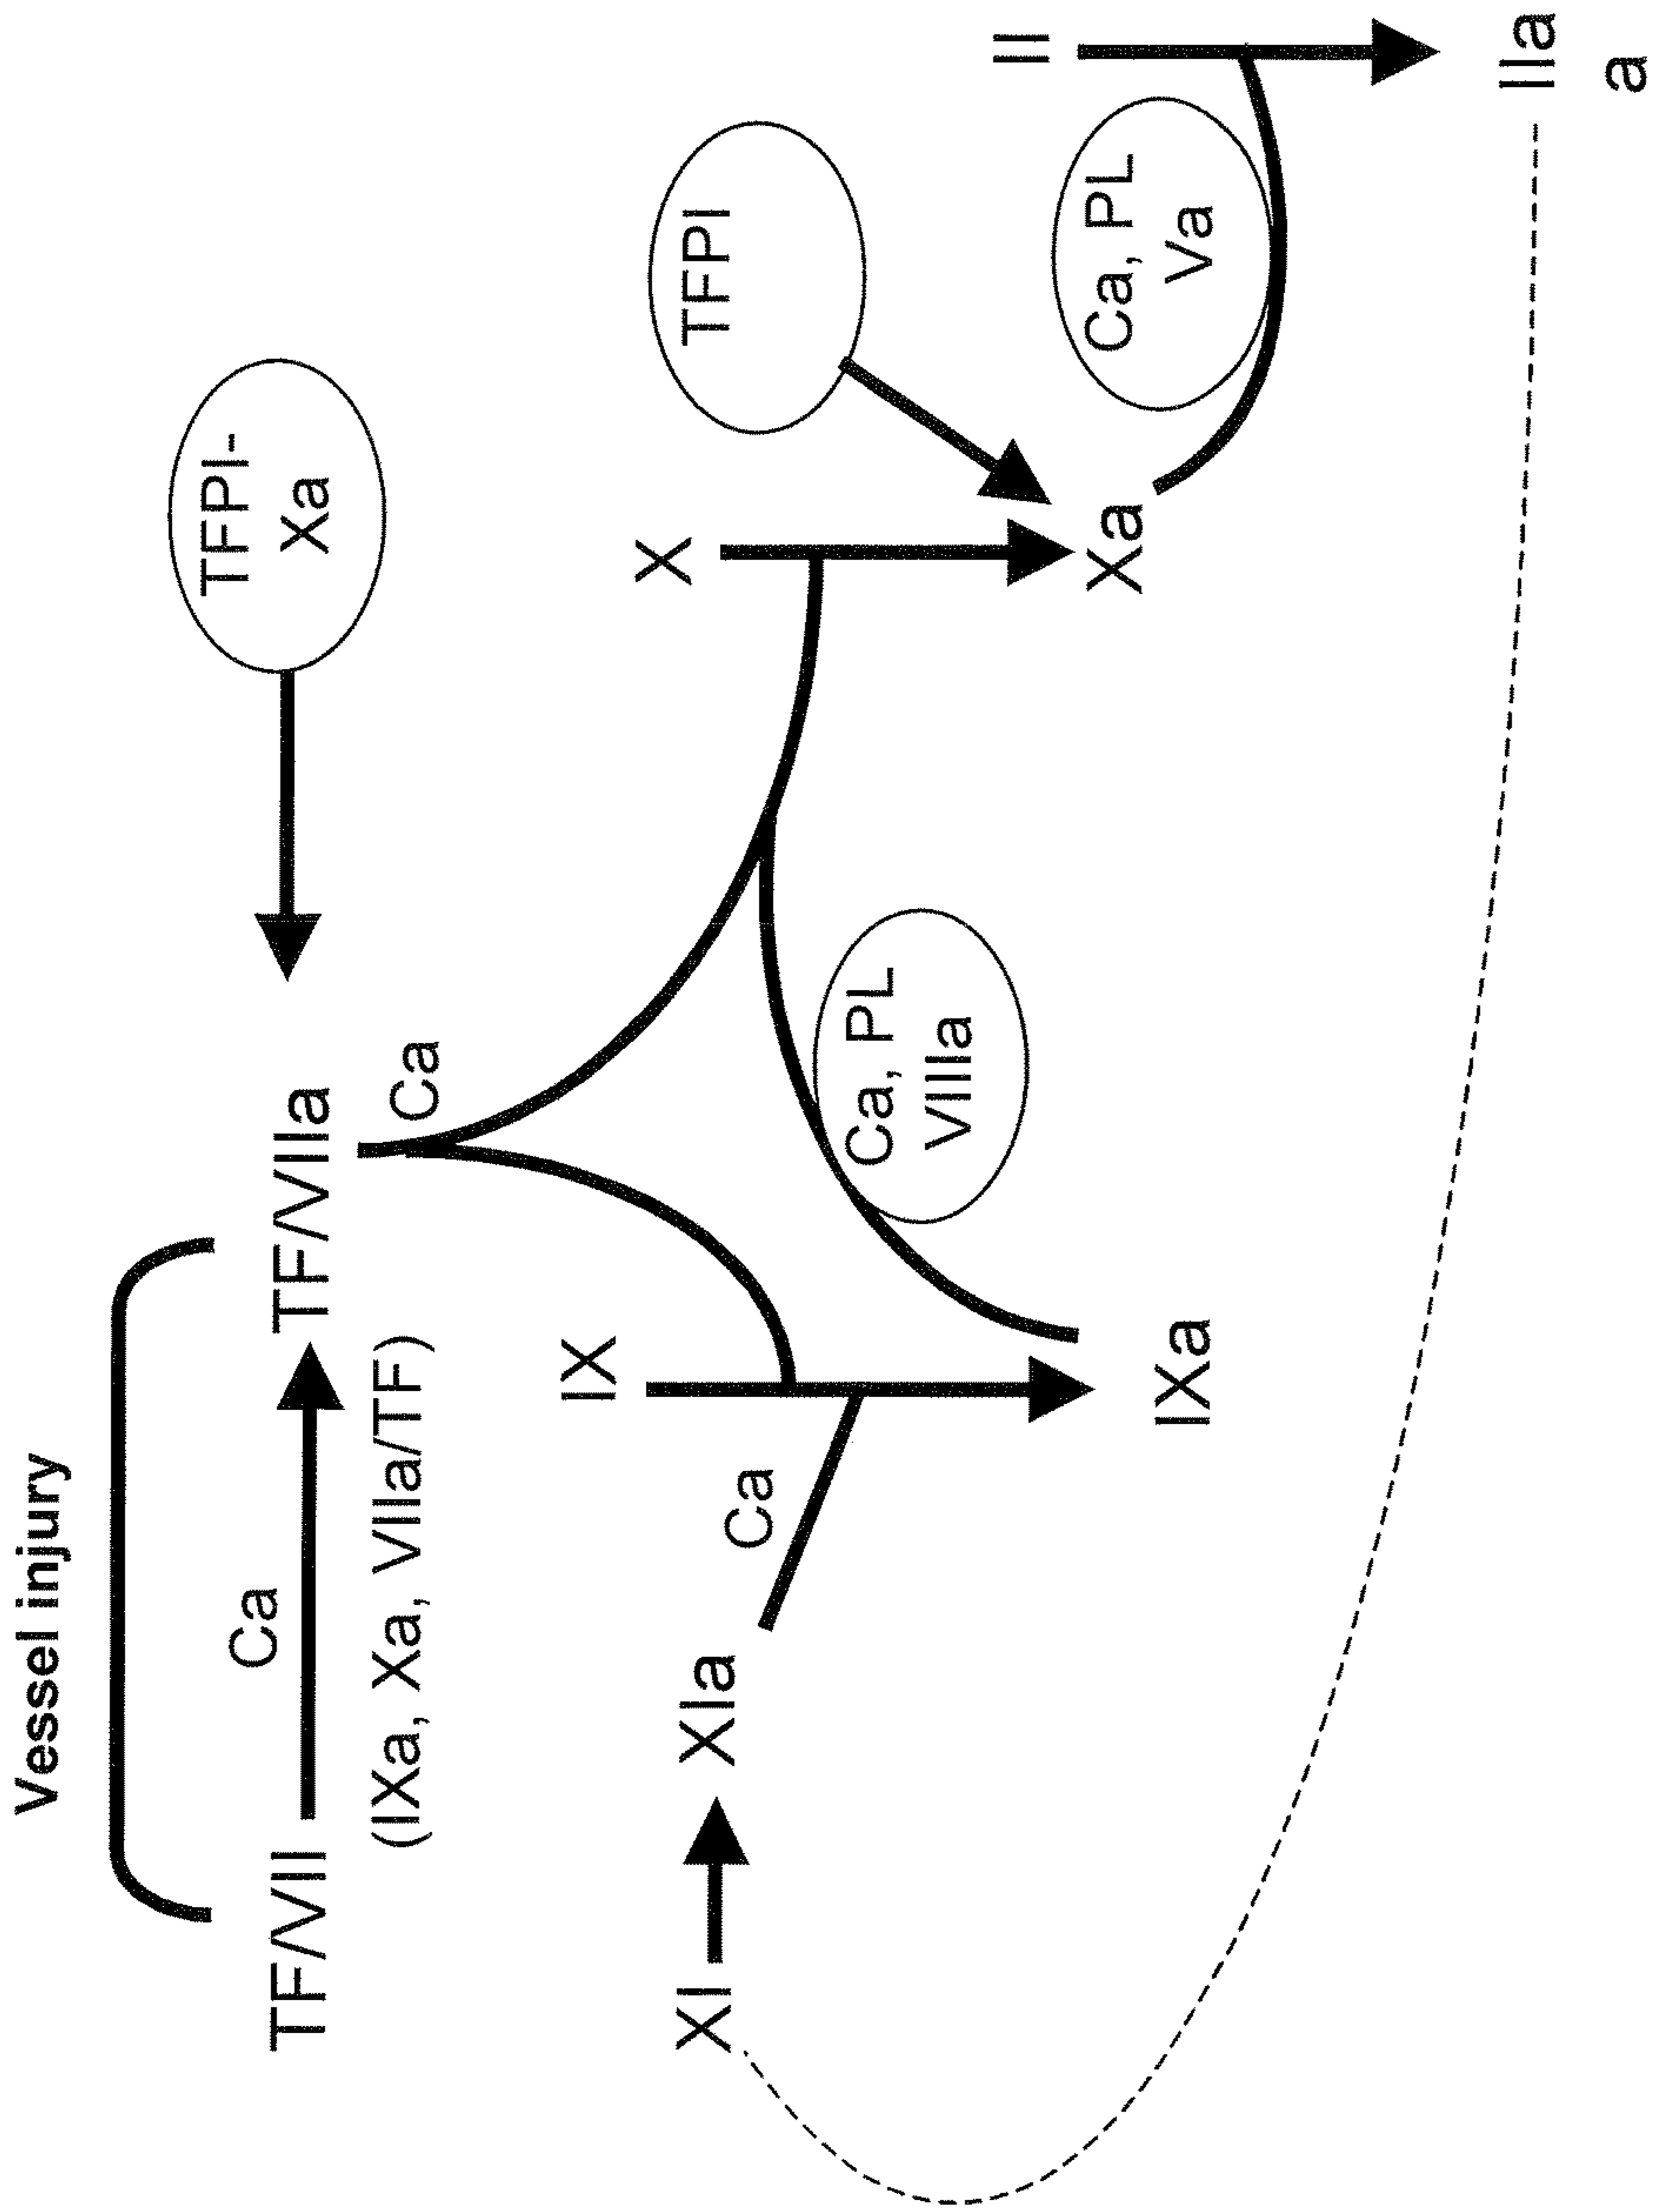 Vessel injury
TF/VII
Ca
TF/VIIa
TFPI-
Xa
(IXa, Xa, VIIa/TF)
Ca
IX
X
TFPI
XI
XIa
Ca
Ca, PL
VIIIa
IXa
Xa
II
Ca, PL
Va
IIa
a